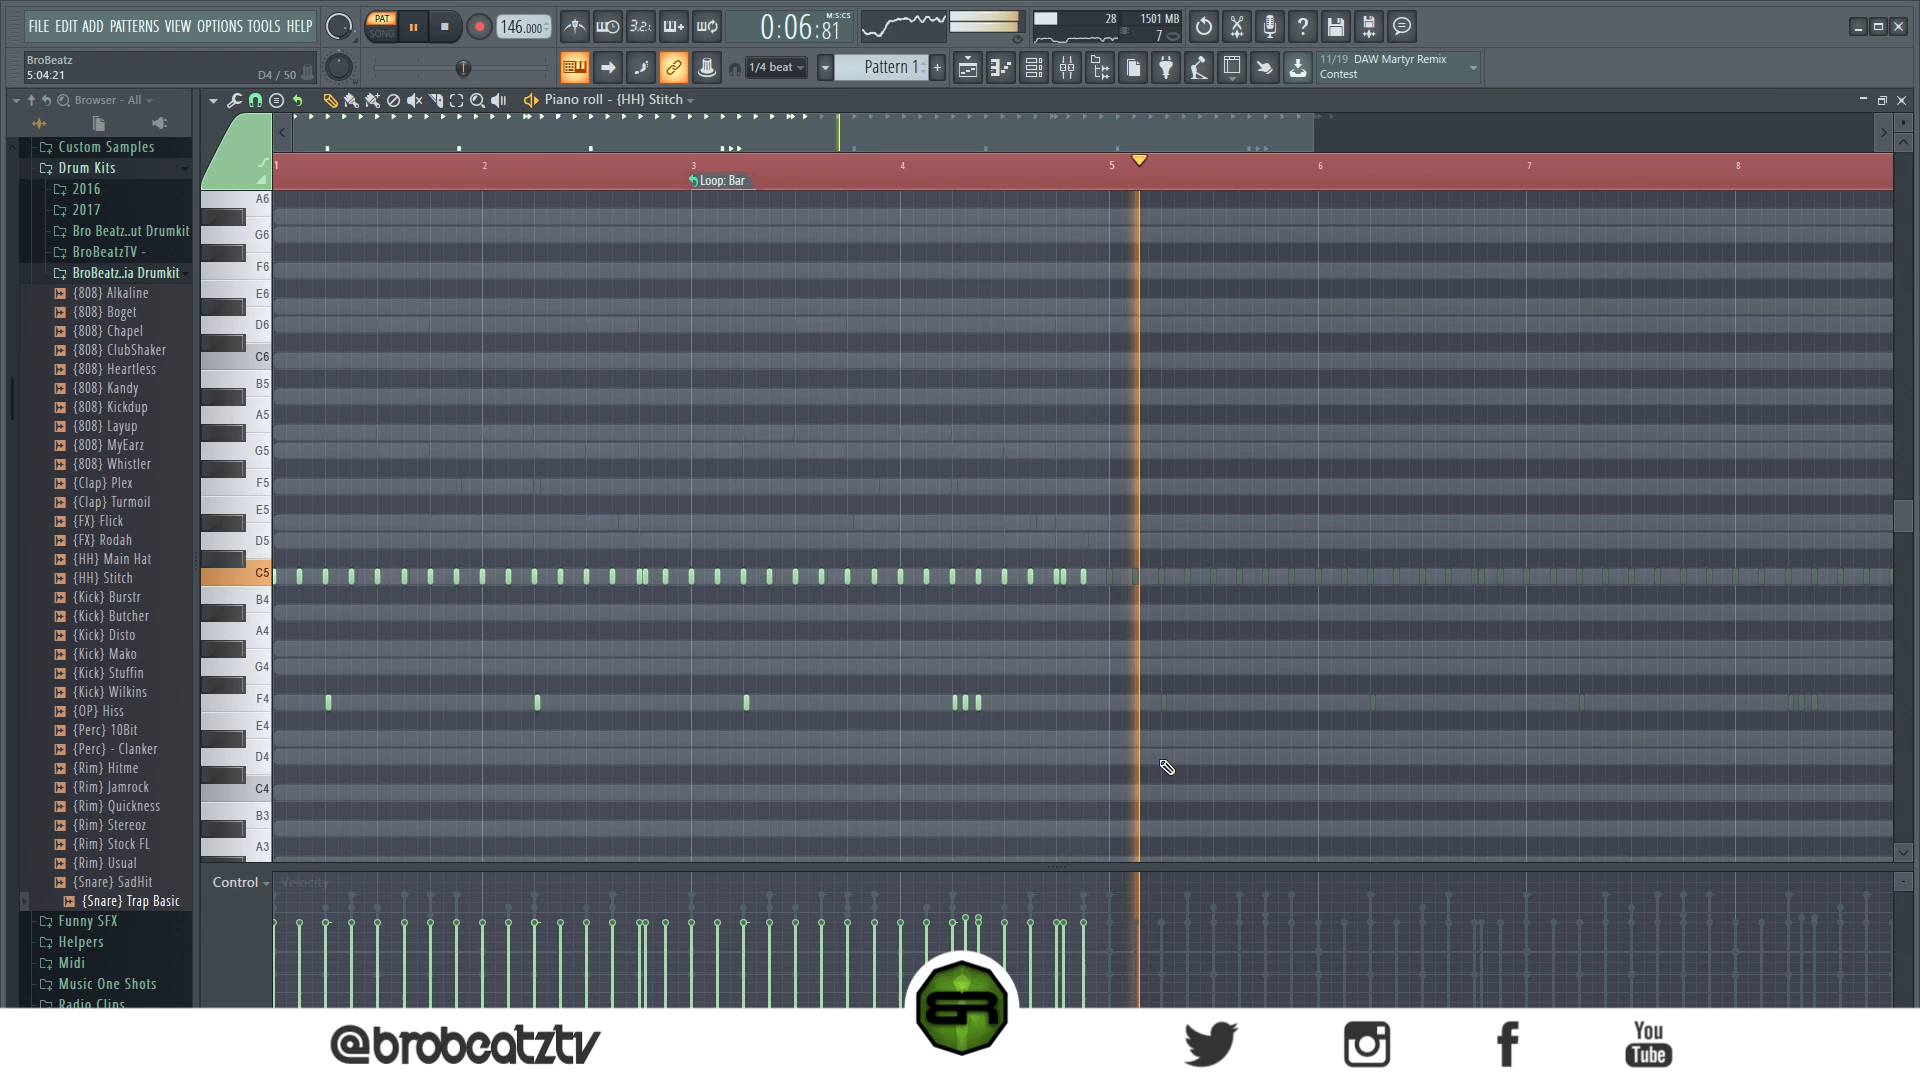 FILE EDIT ADD PATTERNS VIEW OPTIONS TOOLS HELP
PAT
SONG
146.000
3.2.:
0:06:81
M:S:CS
28
1501 MB
7
BroBeatz
5:04:21
D4 / 50
1/4 beat
Pattern 1
11/19 DAW Martyr Remix
Contest
Browser - All
Piano roll - {HH} Stitch
Custom Samples
Drum Kits
2016
2017
Bro Beatz..ut Drumkit
BroBeatzTV -
BroBeatz..ia Drumkit
{808} Alkaline
{808} Boget
{808} Chapel
{808} ClubShaker
{808} Heartless
{808} Kandy
{808} Kickdup
{808} Layup
{808} MyEarz
{808} Whistler
{Clap} Plex
{Clap} Turmoil
{FX} Flick
{FX} Rodah
{HH} Main Hat
{HH} Stitch
{Kick} Burstr
{Kick} Butcher
{Kick} Disto
{Kick} Mako
{Kick} Stuffin
{Kick} Wilkins
{OP} Hiss
{Perc} 10Bit
{Perc} - Clanker
{Rim} Hitme
{Rim} Jamrock
{Rim} Quickness
{Rim} Stereoz
{Rim} Stock FL
{Rim} Usual
{Snare} SadHit
{Snare} Trap Basic
Funny SFX
Helpers
Midi
Music One Shots
Radio Clips
1 2 3 4 5 6 7 8
Loop: Bar
A6
G6
F6
E6
D6
C6
B5
A5
G5
F5
E5
D5
C5
B4
A4
G4
F4
E4
D4
C4
B3
A3
Control
Velocity
@brobeatztv
BR
You
Tube